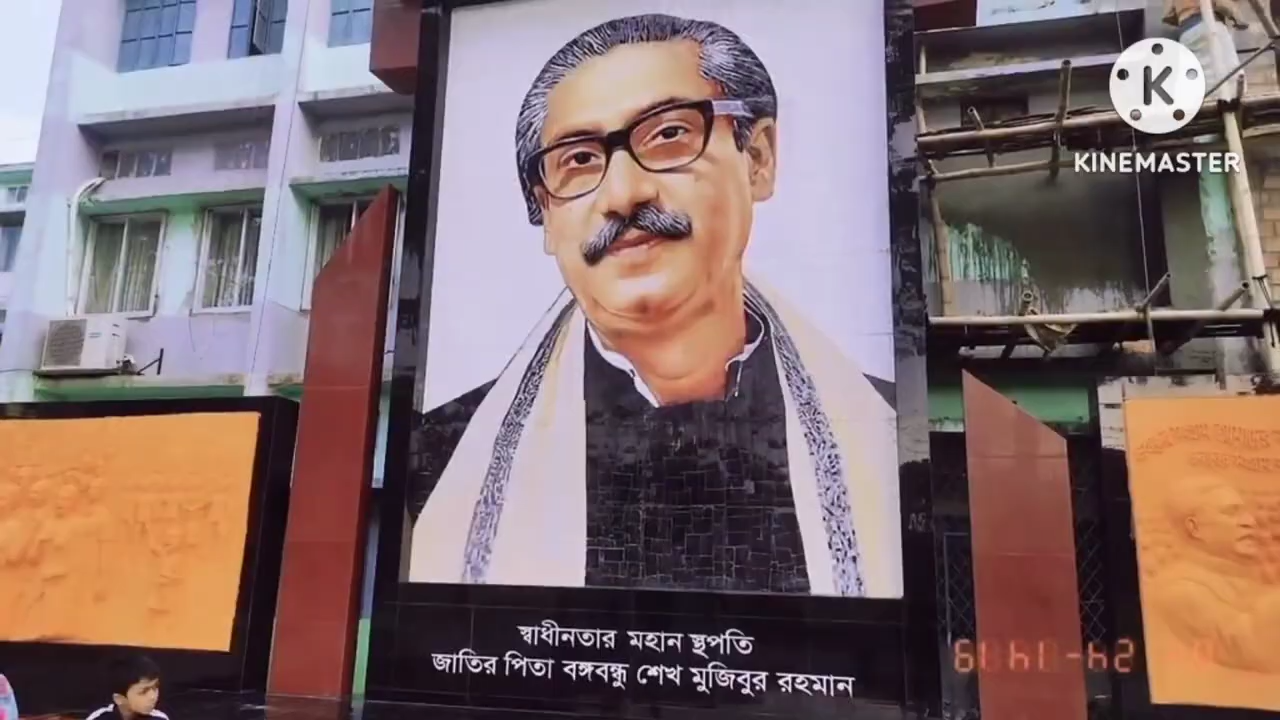 K
KINEMASTER
স্বাধীনতার মহান স্থপতি
জাতির পিতা বঙ্গবন্ধু শেখ মুজিবুর রহমান